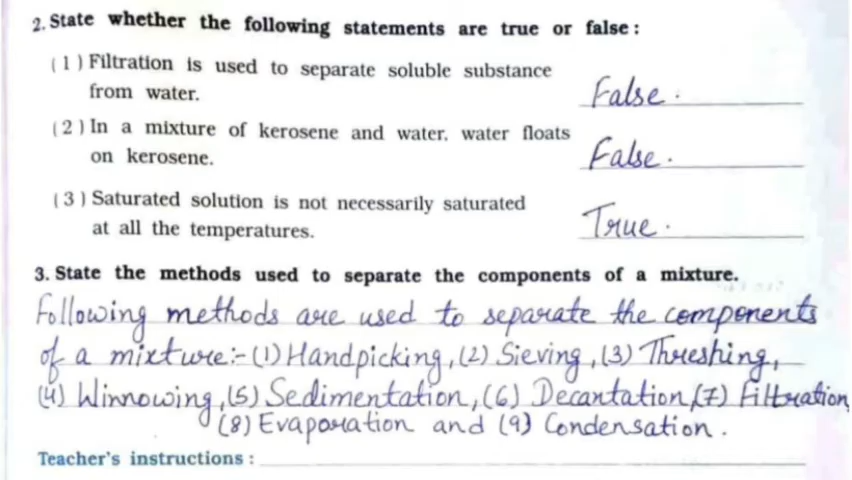 2. State whether the following statements are true or false :
( 1 ) Filtration is used to separate soluble substance
from water.
False.
( 2 ) In a mixture of kerosene and water, water floats
on kerosene.
False.
( 3 ) Saturated solution is not necessarily saturated
at all the temperatures.
True.
3. State the methods used to separate the components of a mixture.
Following methods are used to separate the components
of a mixture:- (1) Handpicking, (2) Sieving, (3) Threshing,
(4) Winnowing, (5) Sedimentation, (6) Decantation, (7) Filtration,
(8) Evaporation and (9) Condensation.
Teacher's instructions :